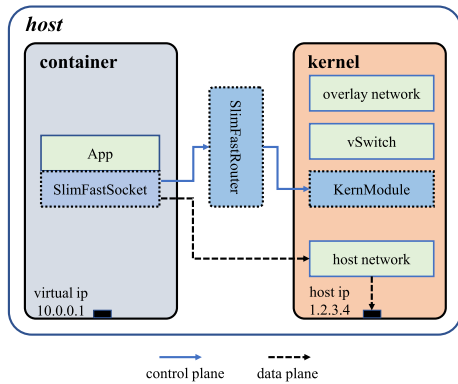 host
container
kernel
overlay network
SlimFastRouter
vSwitch
App
SlimFastSocket
KernModule
host network
virtual ip
10.0.0.1
host ip
1.2.3.4
control plane
data plane